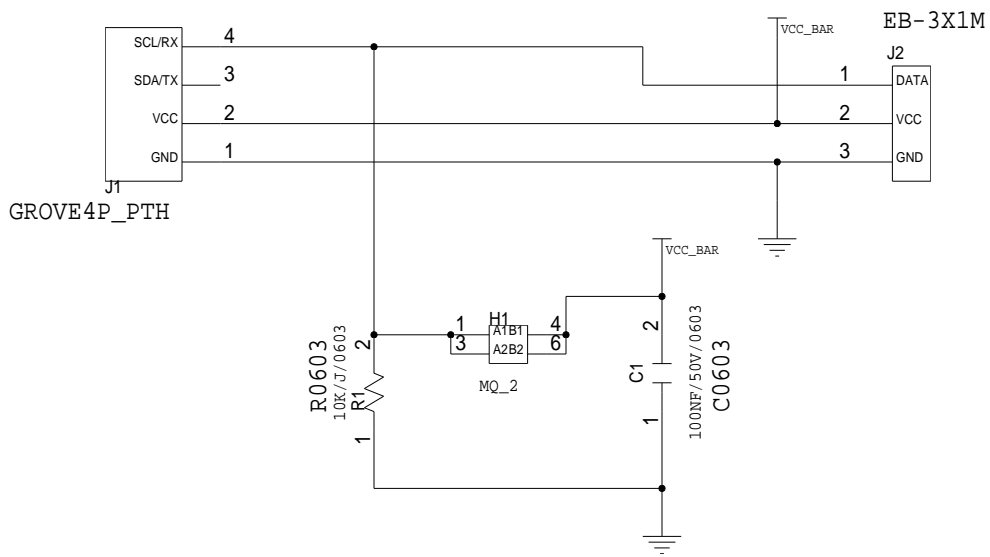 EB-3X1M
VCC_BAR
J2
SCL/RX 4
1 DATA
SDA/TX 3
VCC 2
2 VCC
GND 1
3 GND
J1
GROVE4P_PTH
VCC_BAR
H1
1 A1B1 4
3 A2B2 6
MQ_2
R0603
10K/J/0603
R1
2
1
2
C1
1
100NF/50V/0603
C0603